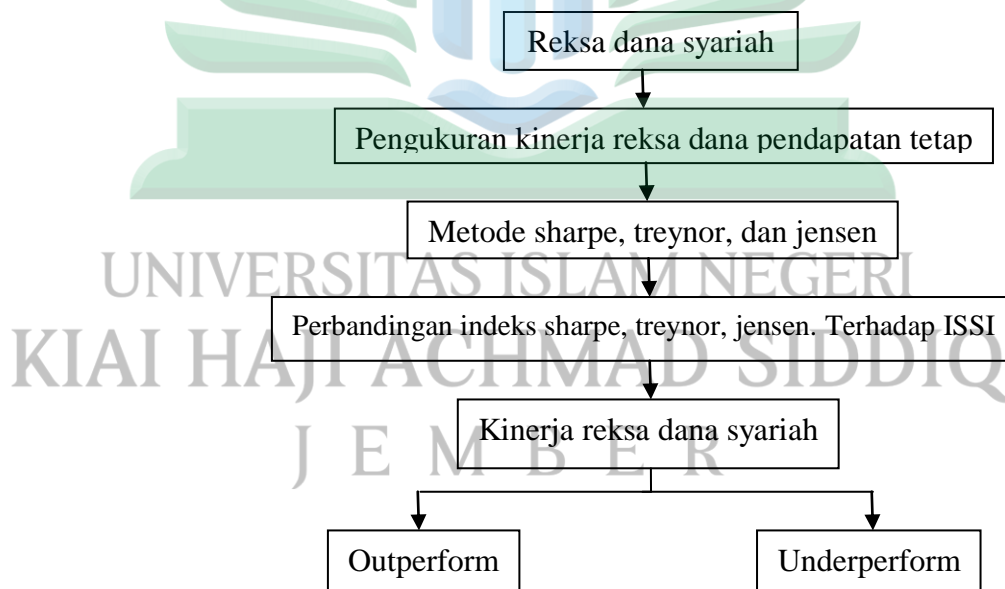 Reksa dana syariah
Pengukuran kinerja reksa dana pendapatan tetap
Metode sharpe, treynor, dan jensen
UNIVERSITAS ISLAM NEGERI
Perbandingan indeks sharpe, treynor, jensen. Terhadap ISSI
KIAI HAJI ACHMAD SIDDIQ
Kinerja reksa dana syariah
J E M B E R
Outperform
Underperform